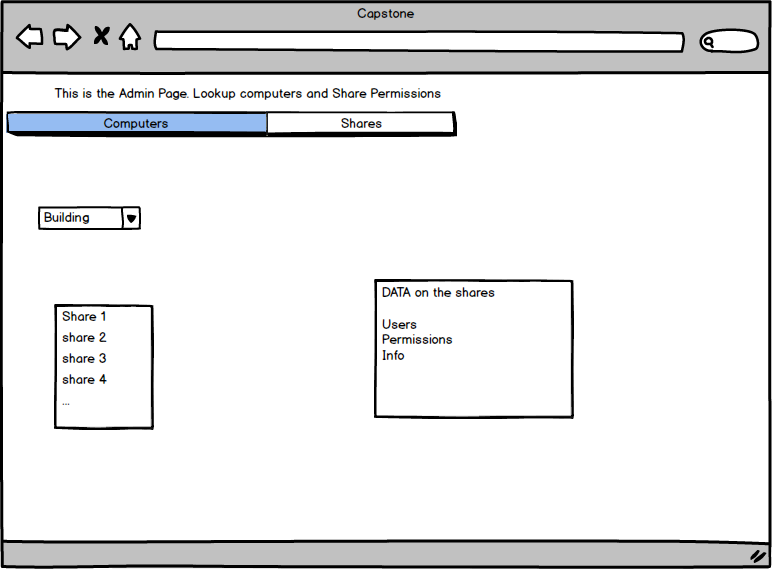 Capstone
This is the Admin Page. Lookup computers and Share Permissions
Computers
Shares
Building
DATA on the shares
Users
Permissions
Info
Share 1
share 2
share 3
share 4
...